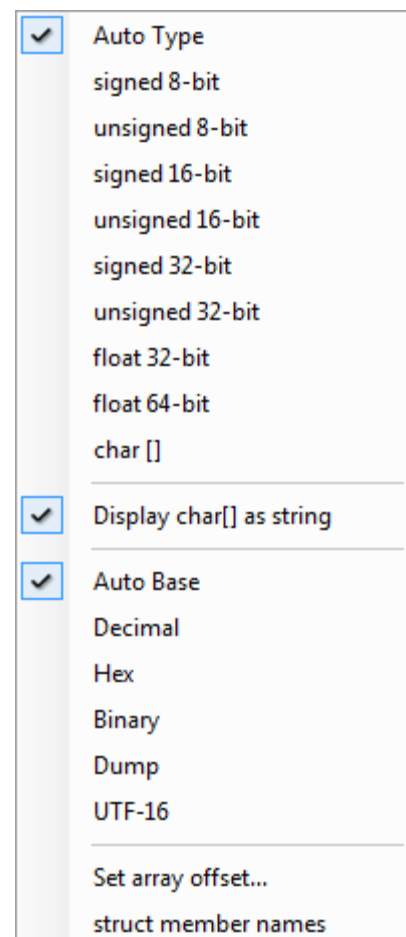 Auto Type
signed 8-bit
unsigned 8-bit
signed 16-bit
unsigned 16-bit
signed 32-bit
unsigned 32-bit
float 32-bit
float 64-bit
char []
Display char[] as string
Auto Base
Decimal
Hex
Binary
Dump
UTF-16
Set array offset...
struct member names